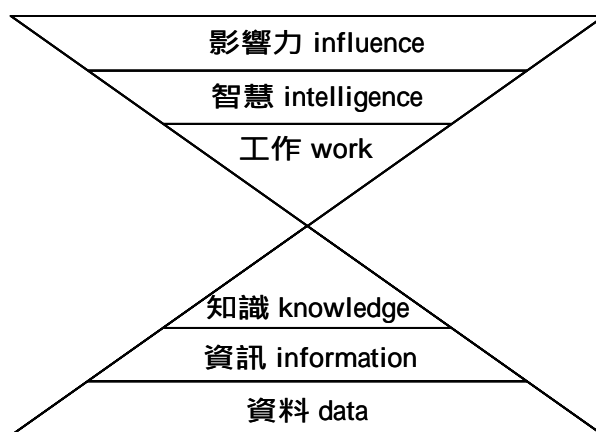 影響力 influence
智慧 intelligence
工作 work
知識 knowledge
資訊 information
資料 data